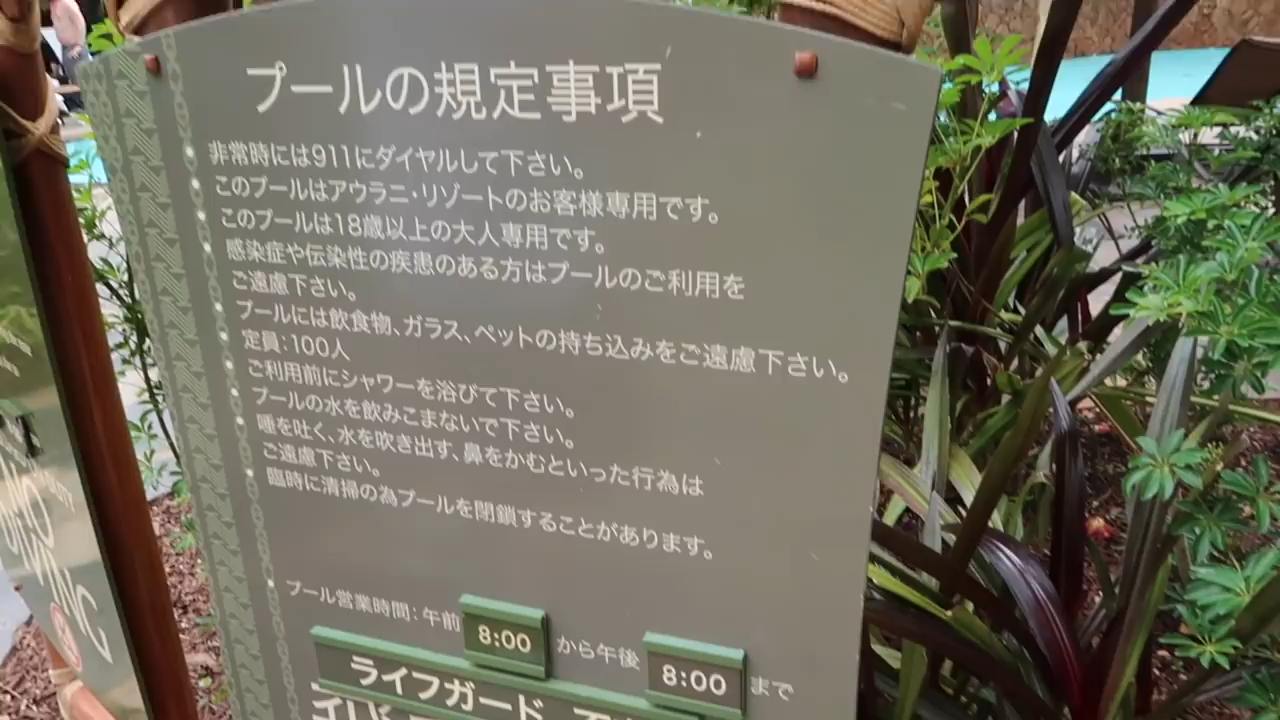 プールの規定事項
非常時には911にダイヤルして下さい。
このプールはアウラニ・リゾートのお客様専用です。
このプールは18歳以上の大人専用です。
感染症や伝染性の疾患のある方はプールのご利用を
ご遠慮下さい。
プールには飲食物、ガラス、ペットの持ち込みをご遠慮下さい。
定員：100人
ご利用前にシャワーを浴びて下さい。
プールの水を飲みこまないで下さい。
唾を吐く、水を吹き出す、鼻をかむといった行為は
ご遠慮下さい。
臨時に清掃の為プールを閉鎖することがあります。
プール営業時間：午前 8:00 から午後 8:00 まで
ライフガード